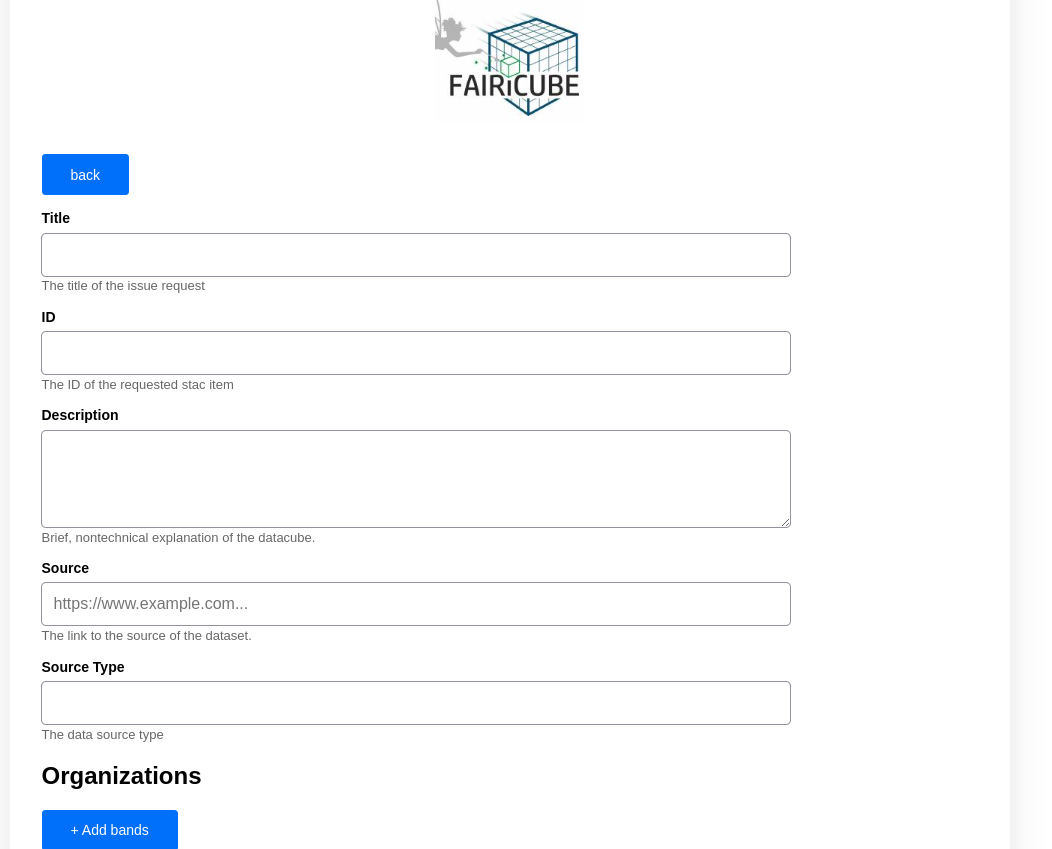 FAIRiCUBE
back
Title
The title of the issue request
ID
The ID of the requested stac item
Description
Brief, nontechnical explanation of the datacube.
Source
https://www.example.com...
The link to the source of the dataset.
Source Type
The data source type
Organizations
+ Add bands